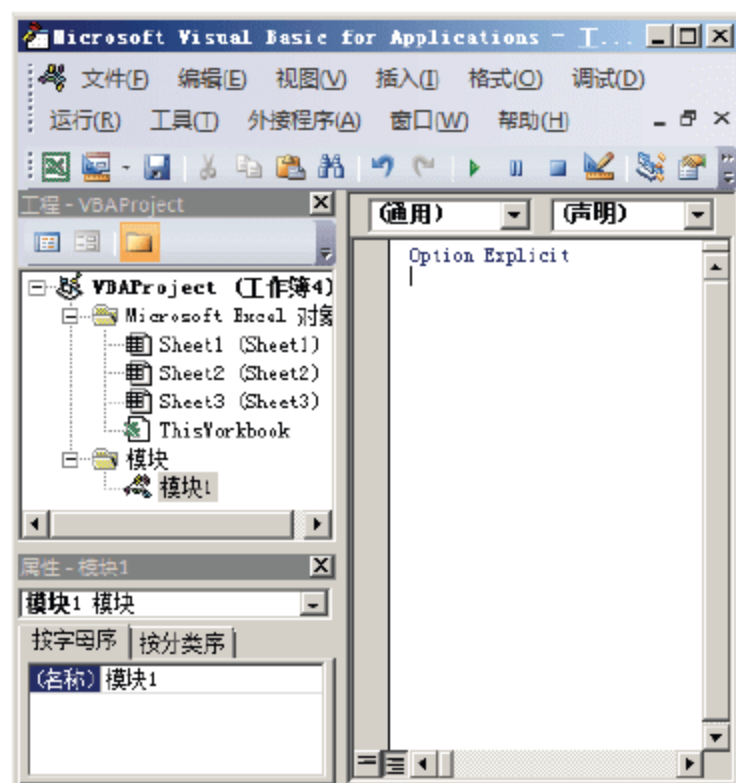 Microsoft Visual Basic for Applications - 工...
文件(F) 编辑(E) 视图(V) 插入(I) 格式(O) 调试(D)
运行(R) 工具(T) 外接程序(A) 窗口(W) 帮助(H)
工程 - VBAProject
(通用) (声明)
Option Explicit
VBAProject (工作簿4)
Microsoft Excel 对象
Sheet1 (Sheet1)
Sheet2 (Sheet2)
Sheet3 (Sheet3)
ThisWorkbook
模块
模块1
属性 - 模块1
模块1 模块
按字母序 按分类序
(名称) 模块1